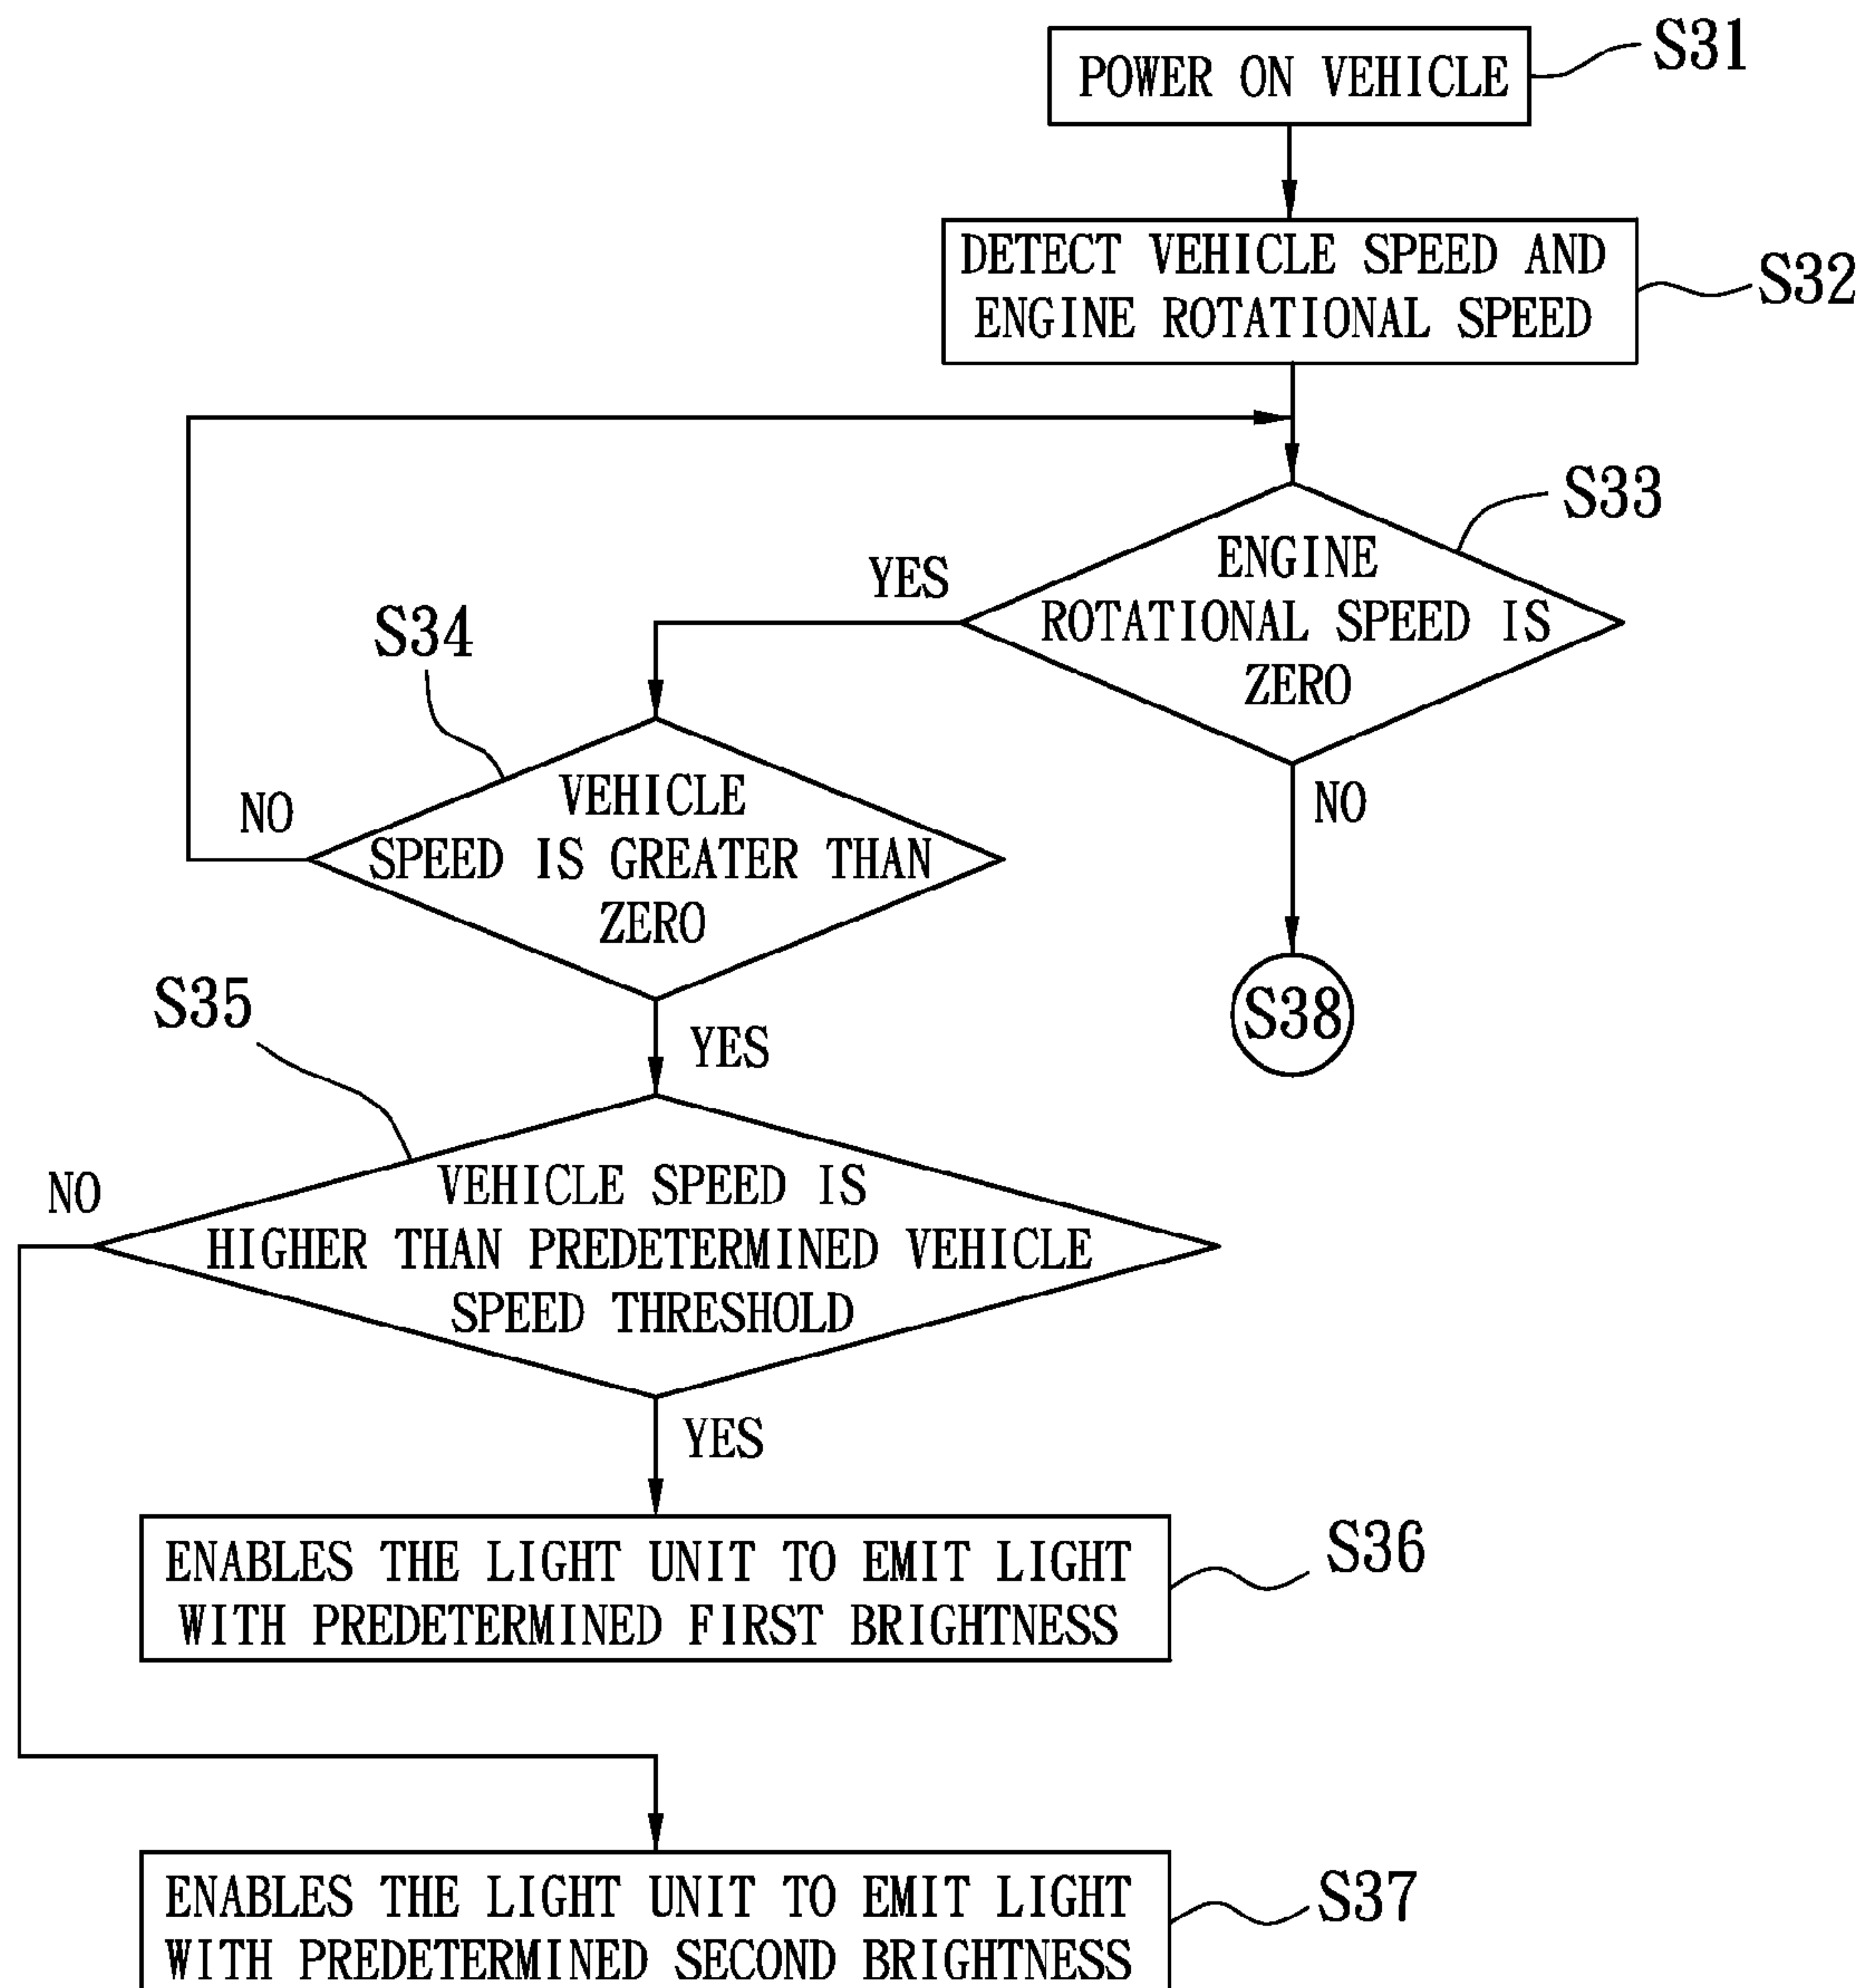 POWER ON VEHICLE
S31
DETECT VEHICLE SPEED AND
ENGINE ROTATIONAL SPEED
S32
S33
ENGINE
ROTATIONAL SPEED IS
ZERO
YES
NO
S34
VEHICLE
SPEED IS GREATER THAN
ZERO
NO
YES
S38
S35
VEHICLE SPEED IS
HIGHER THAN PREDETERMINED VEHICLE
SPEED THRESHOLD
NO
YES
ENABLES THE LIGHT UNIT TO EMIT LIGHT
WITH PREDETERMINED FIRST BRIGHTNESS
S36
ENABLES THE LIGHT UNIT TO EMIT LIGHT
WITH PREDETERMINED SECOND BRIGHTNESS
S37